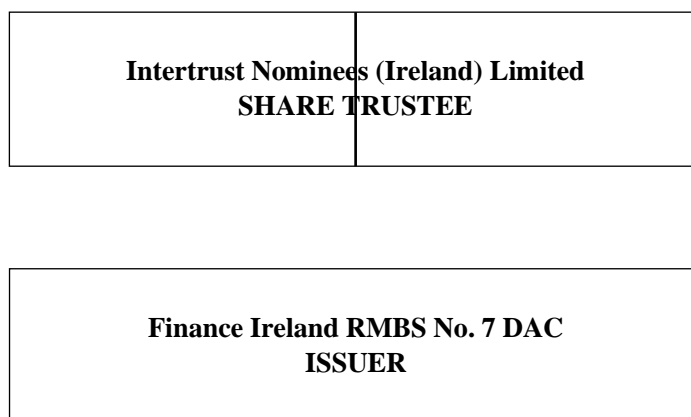 Intertrust Nominees (Ireland) Limited
SHARE TRUSTEE
Finance Ireland RMBS No. 7 DAC
ISSUER